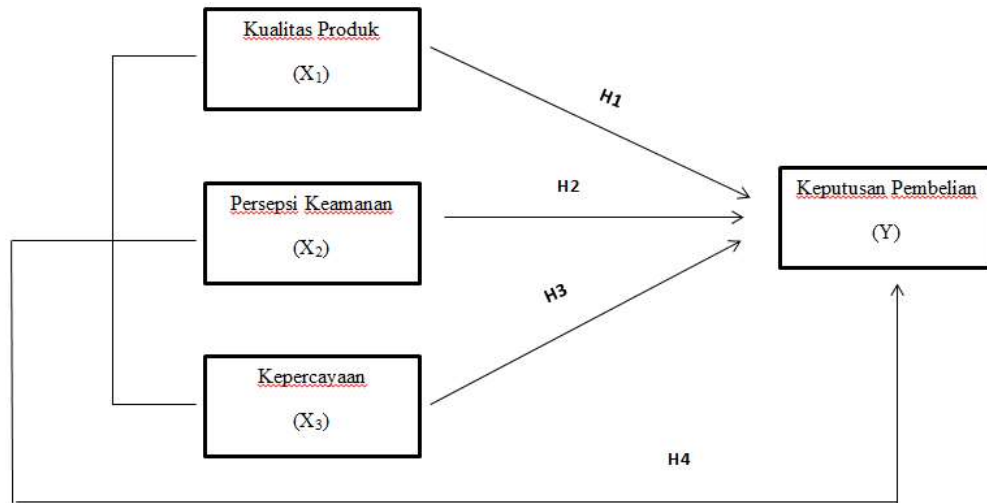 Kualitas Produk
(X₁)
H1
Persepsi Keamanan
(X₂)
H2
Keputusan Pembelian
(Y)
H3
Kepercayaan
(X₃)
H4